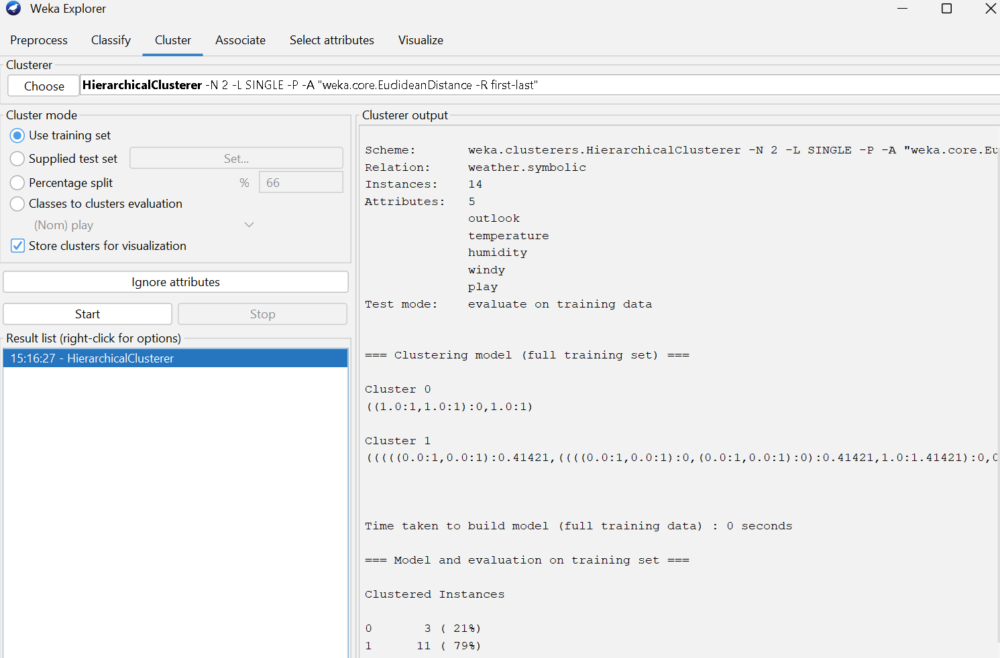 Weka Explorer
Preprocess Classify Cluster Associate Select attributes Visualize
Clusterer
Choose HierarchicalClusterer -N 2 -L SINGLE -P -A "weka.core.EuclideanDistance -R first-last"
Cluster mode
Use training set
Supplied test set Set...
Percentage split % 66
Classes to clusters evaluation
(Nom) play
Store clusters for visualization
Ignore attributes
Start Stop
Result list (right-click for options)
15:16:27 - HierarchicalClusterer
Clusterer output
Scheme: weka.clusterers.HierarchicalClusterer -N 2 -L SINGLE -P -A "weka.core.Eu
Relation: weather.symbolic
Instances: 14
Attributes: 5
outlook
temperature
humidity
windy
play
Test mode: evaluate on training data
=== Clustering model (full training set) ===
Cluster 0
((1.0:1,1.0:1):0,1.0:1)
Cluster 1
(((((0.0:1,0.0:1):0.41421,((((0.0:1,0.0:1):0,(0.0:1,0.0:1):0):0.41421,1.0:1.41421):0,0
Time taken to build model (full training data) : 0 seconds
=== Model and evaluation on training set ===
Clustered Instances
0 3 ( 21%)
1 11 ( 79%)